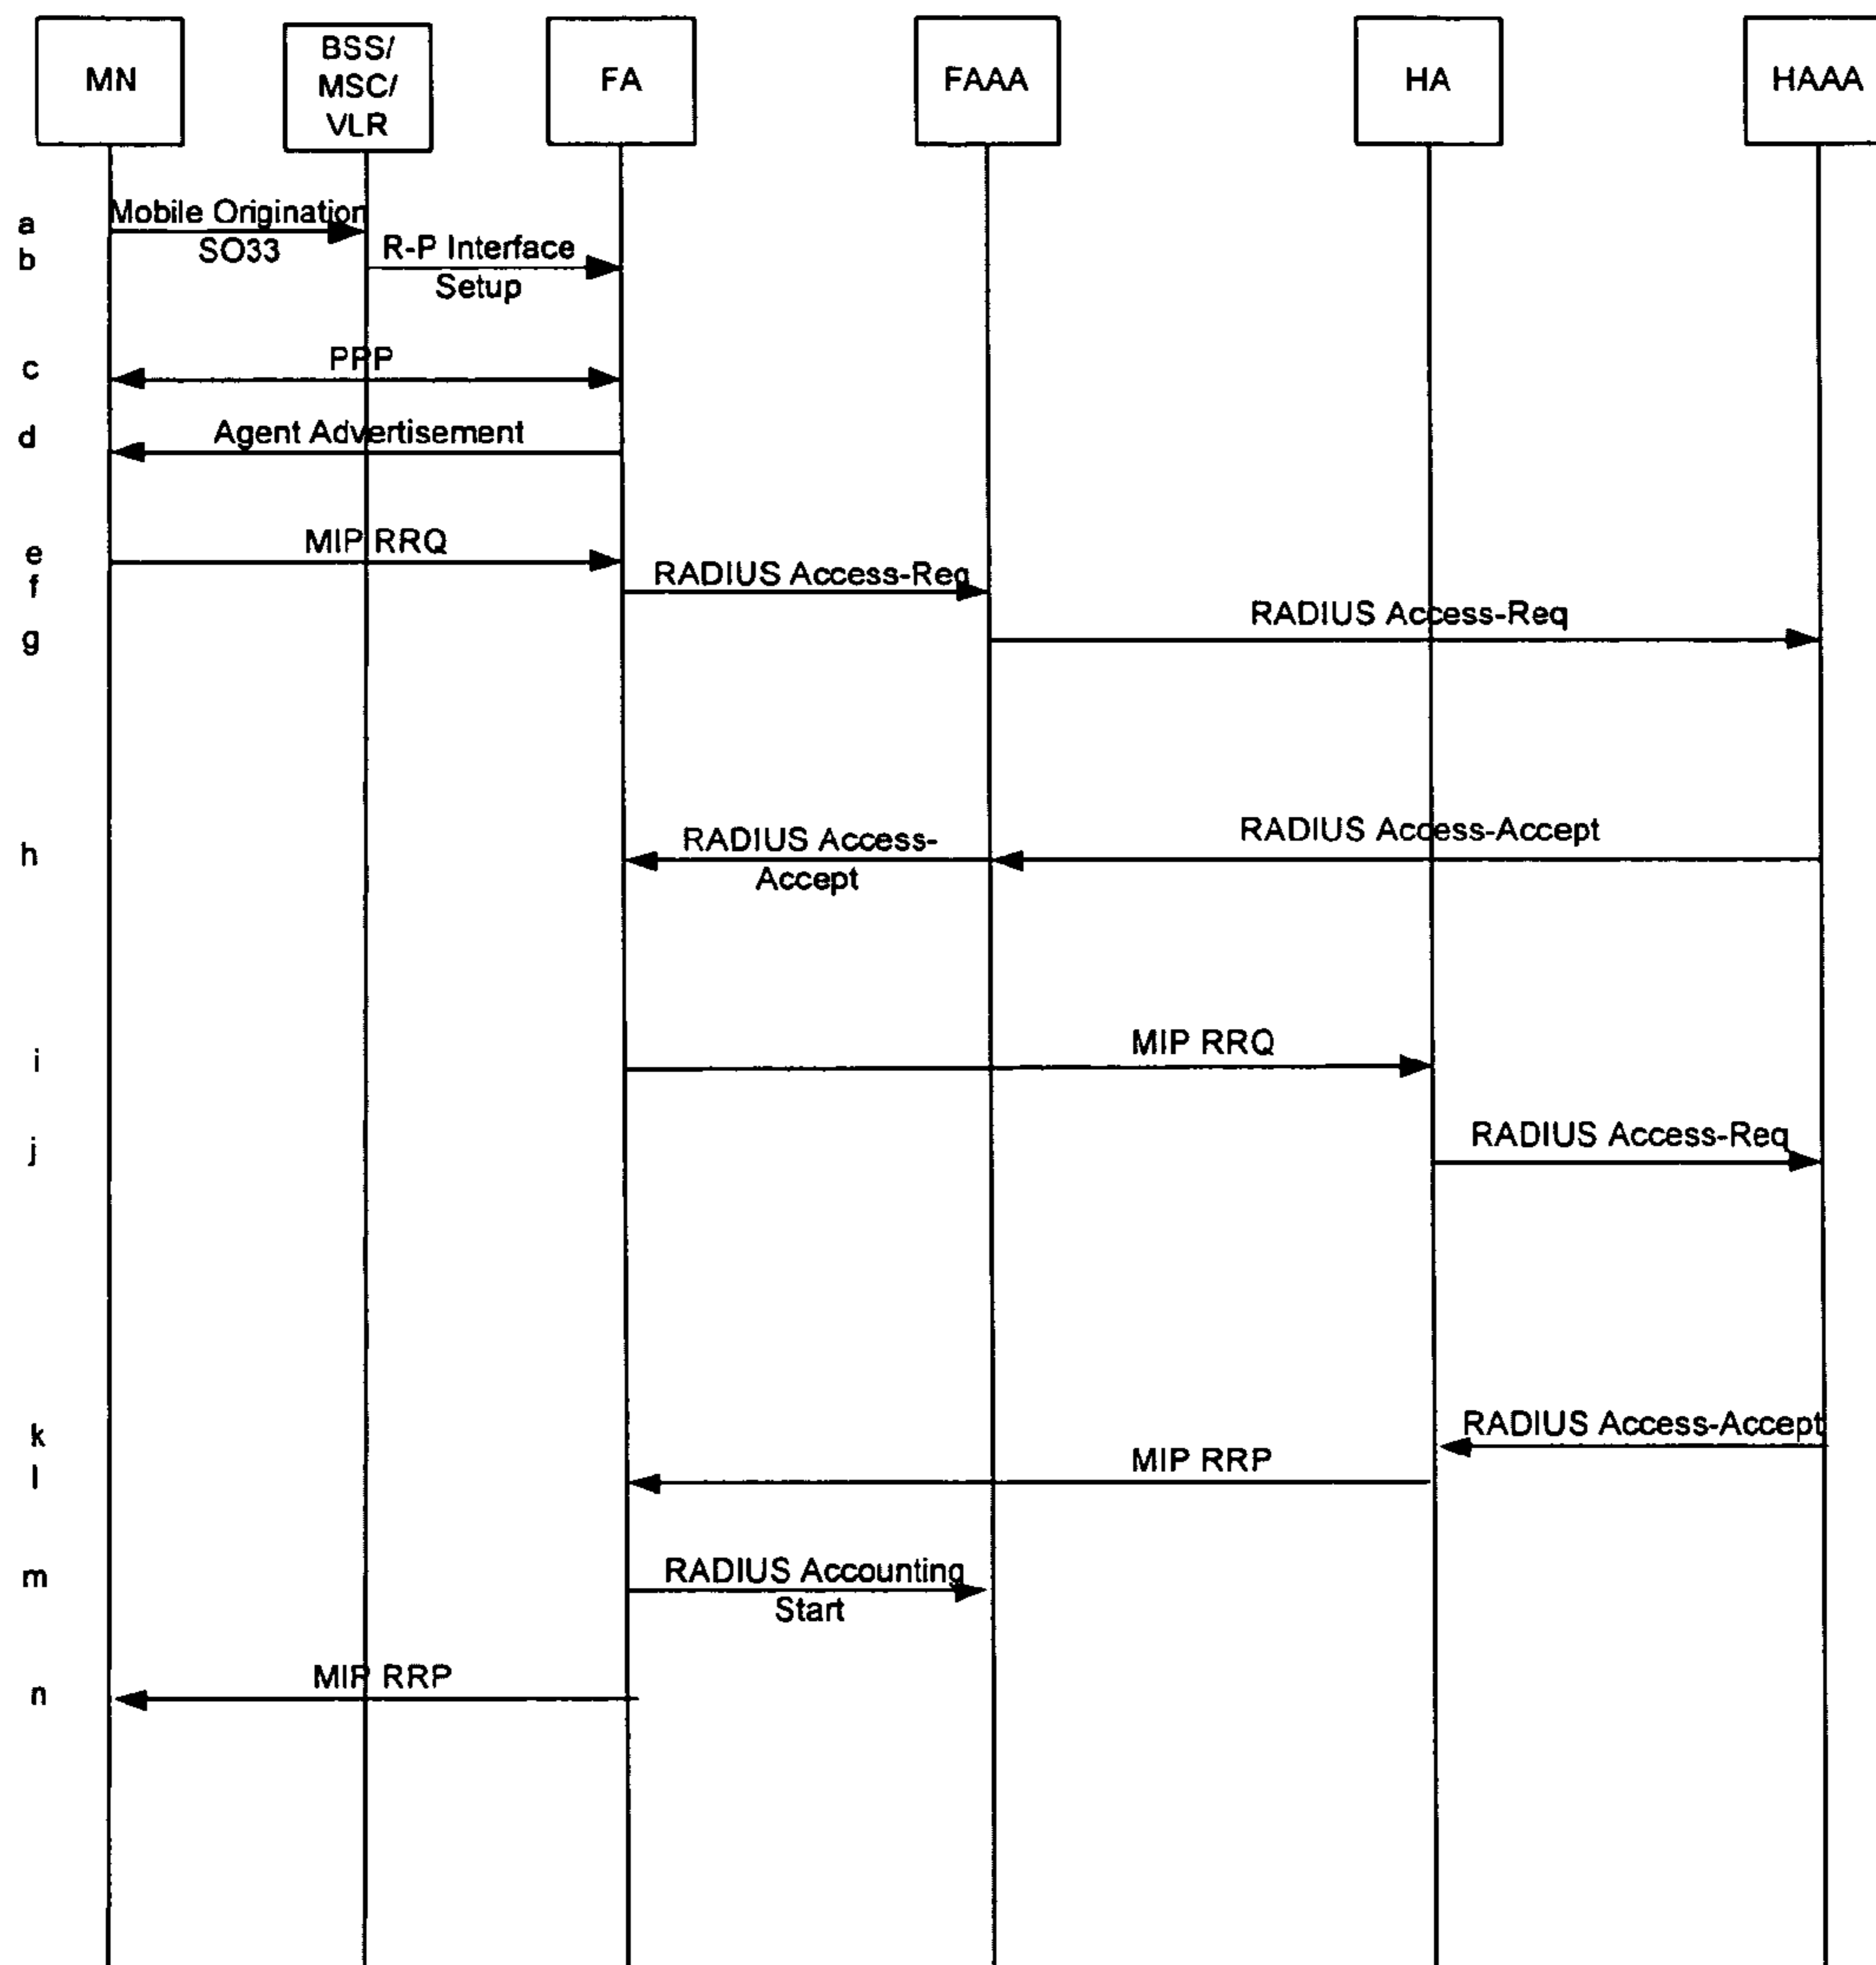 MN
BSS/
MSC/
VLR
FA
FAAA
HA
HAAA
a
Mobile Origination
SO33
b
R-P Interface
Setup
c
PPP
d
Agent Advertisement
e
MIP RRQ
f
RADIUS Access-Req
g
RADIUS Access-Req
h
RADIUS Access-
Accept
RADIUS Access-Accept
i
MIP RRQ
j
RADIUS Access-Req
k
RADIUS Access-Accept
l
MIP RRP
m
RADIUS Accounting
Start
n
MIP RRP